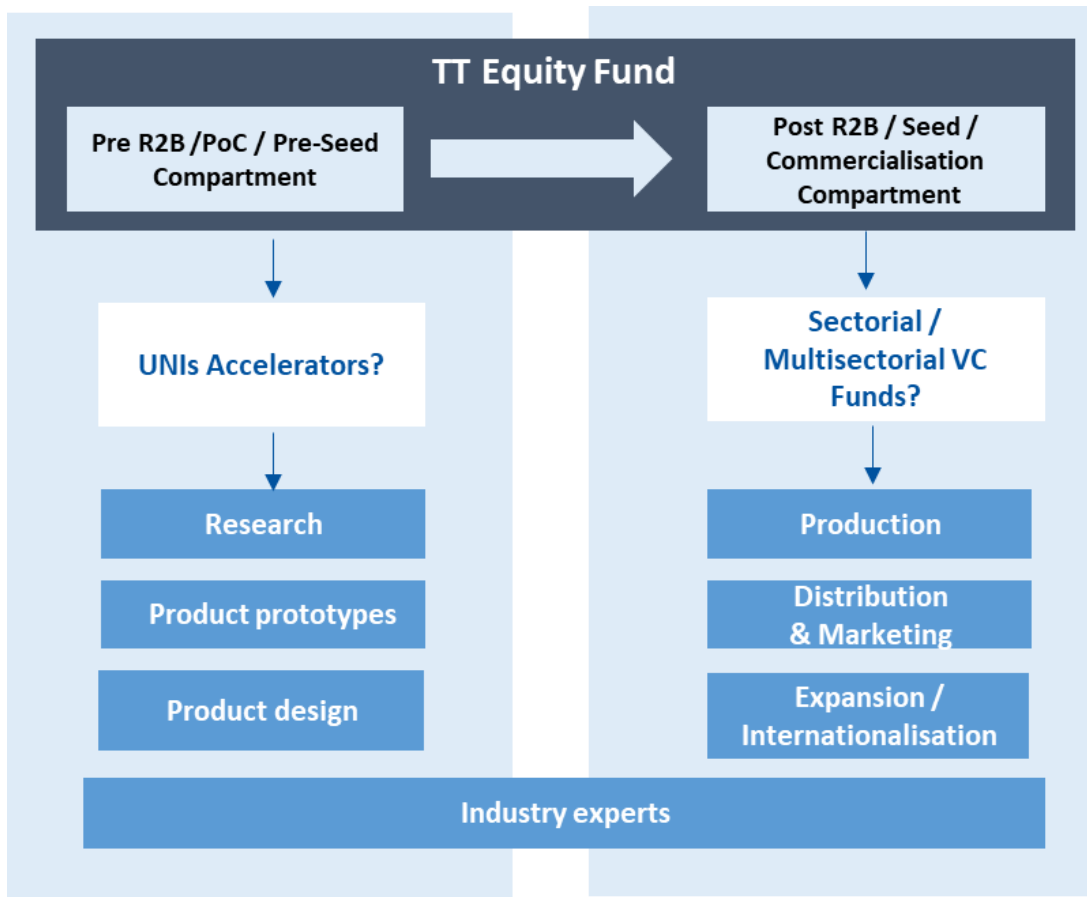 TT Equity Fund
Pre R2B /PoC / Pre-Seed
Compartment
Post R2B / Seed /
Commercialisation
Compartment
UNIs Accelerators?
Sectorial /
Multisectorial VC
Funds?
Research
Product prototypes
Product design
Production
Distribution
& Marketing
Expansion /
Internationalisation
Industry experts